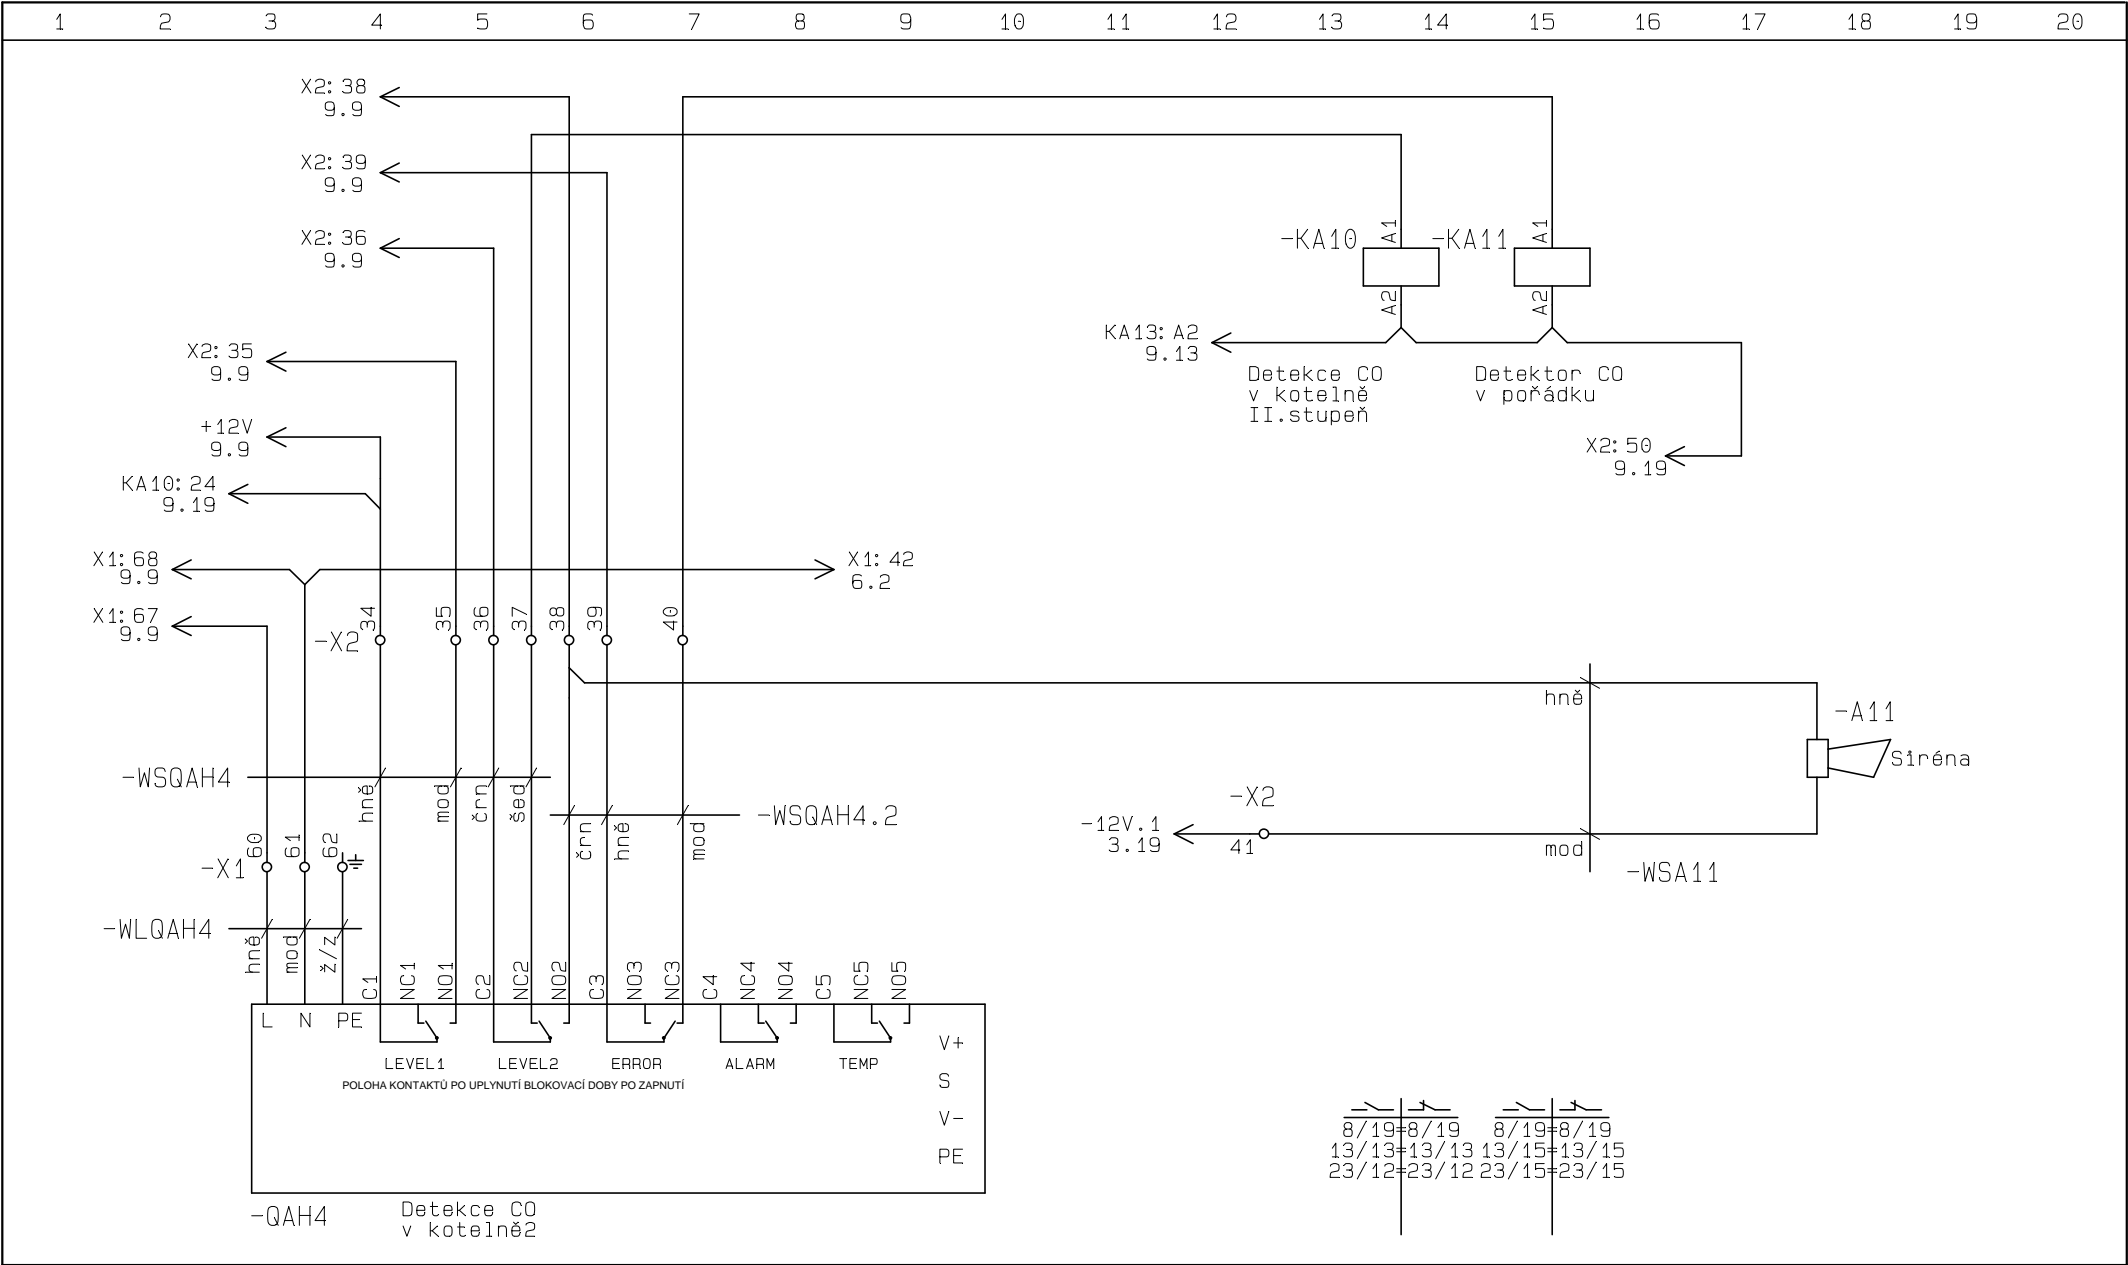 1 2 3 4 5 6 7 8 9 10 11 12 13 14 15 16 17 18 19 20
X2:38
9.9
X2:39
9.9
X2:36
9.9
-KA10
A1
A2
-KA11
A1
A2
KA13:A2
9.13
Detekce CO
v kotelně
II.stupeň
Detektor CO
v pořádku
X2:50
9.19
X2:35
9.9
+12V
9.9
KA10:24
9.19
X1:68
9.9
X1:42
6.2
X1:67
9.9
-X2
34 35 36 37 38 39 40
hně
-A11
Siréna
-WSQAH4
hně mod črn šed
-WSQAH4.2
črn hně mod
-X2
-12V.1
3.19
41
mod
-WSA11
-X1
60 61 62
-WLQAH4
hně mod ž/z
C1 NC1 NO1 C2 NC2 NO2 C3 NO3 NC3 C4 NC4 NO4 C5 NC5 NO5
L N PE
V+
LEVEL1 LEVEL2 ERROR ALARM TEMP
S
POLOHA KONTAKTŮ PO UPLYNUTÍ BLOKOVACÍ DOBY PO ZAPNUTÍ
V-
PE
8/19=8/19 8/19=8/19
13/13=13/13 13/15=13/15
23/12=23/12 23/15=23/15
-QAH4
Detekce CO
v kotelně2